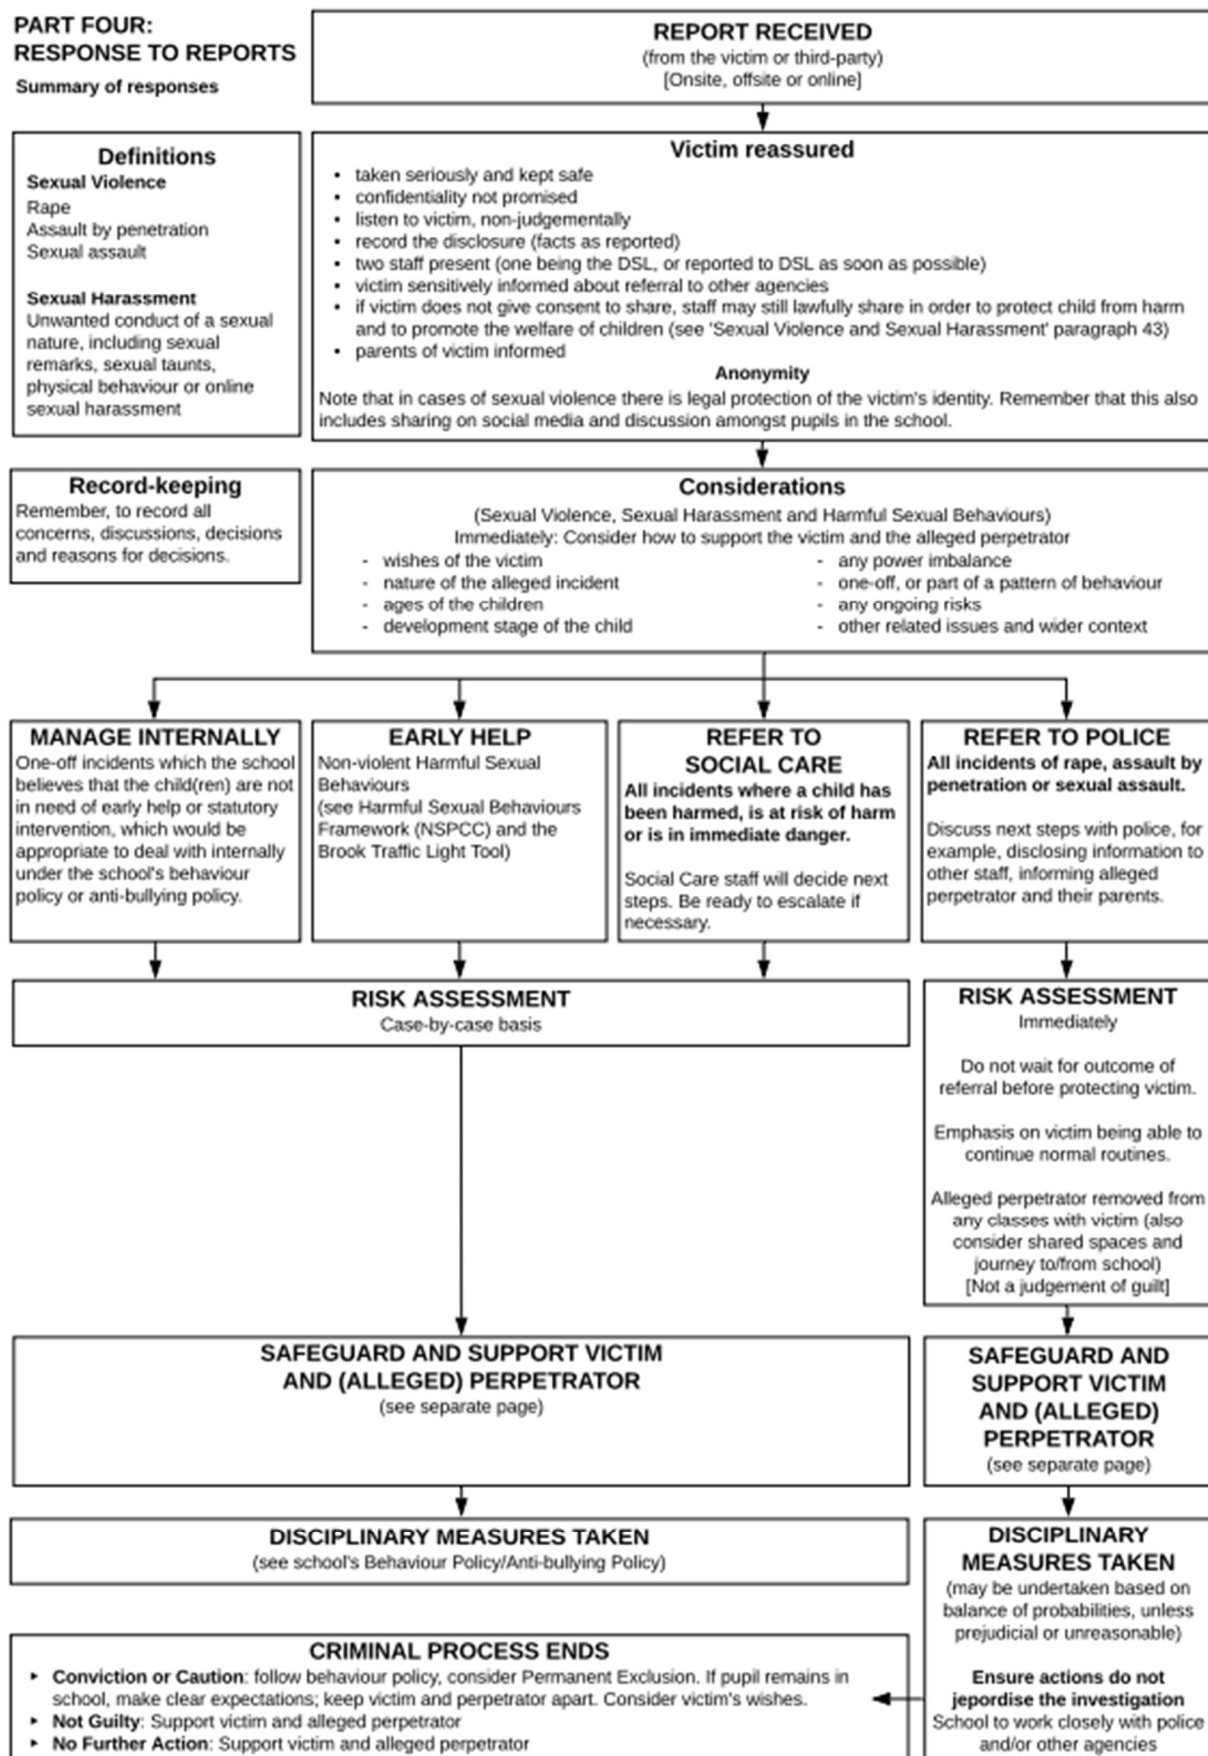 PART FOUR:
RESPONSE TO REPORTS
Summary of responses
REPORT RECEIVED
(from the victim or third-party)
[Onsite, offsite or online]
Definitions
Sexual Violence
Rape
Assault by penetration
Sexual assault
Sexual Harassment
Unwanted conduct of a sexual
nature, including sexual
remarks, sexual taunts,
physical behaviour or online
sexual harassment
Victim reassured
• taken seriously and kept safe
• confidentiality not promised
• listen to victim, non-judgementally
• record the disclosure (facts as reported)
• two staff present (one being the DSL, or reported to DSL as soon as possible)
• victim sensitively informed about referral to other agencies
• if victim does not give consent to share, staff may still lawfully share in order to protect child from harm
and to promote the welfare of children (see 'Sexual Violence and Sexual Harassment' paragraph 43)
• parents of victim informed
Anonymity
Note that in cases of sexual violence there is legal protection of the victim's identity. Remember that this also
includes sharing on social media and discussion amongst pupils in the school.
Record-keeping
Remember, to record all
concerns, discussions, decisions
and reasons for decisions.
Considerations
(Sexual Violence, Sexual Harassment and Harmful Sexual Behaviours)
Immediately: Consider how to support the victim and the alleged perpetrator
- wishes of the victim
- nature of the alleged incident
- ages of the children
- development stage of the child
- any power imbalance
- one-off, or part of a pattern of behaviour
- any ongoing risks
- other related issues and wider context
MANAGE INTERNALLY
One-off incidents which the school
believes that the child(ren) are not
in need of early help or statutory
intervention, which would be
appropriate to deal with internally
under the school's behaviour
policy or anti-bullying policy.
EARLY HELP
Non-violent Harmful Sexual
Behaviours
(see Harmful Sexual Behaviours
Framework (NSPCC) and the
Brook Traffic Light Tool)
REFER TO
SOCIAL CARE
All incidents where a child has
been harmed, is at risk of harm
or is in immediate danger.
Social Care staff will decide next
steps. Be ready to escalate if
necessary.
REFER TO POLICE
All incidents of rape, assault by
penetration or sexual assault.
Discuss next steps with police, for
example, disclosing information to
other staff, informing alleged
perpetrator and their parents.
RISK ASSESSMENT
Case-by-case basis
RISK ASSESSMENT
Immediately
Do not wait for outcome of
referral before protecting victim.
Emphasis on victim being able to
continue normal routines.
Alleged perpetrator removed from
any classes with victim (also
consider shared spaces and
journey to/from school)
[Not a judgement of guilt]
SAFEGUARD AND SUPPORT VICTIM
AND (ALLEGED) PERPETRATOR
(see separate page)
SAFEGUARD AND
SUPPORT VICTIM
AND (ALLEGED)
PERPETRATOR
(see separate page)
DISCIPLINARY MEASURES TAKEN
(see school's Behaviour Policy/Anti-bullying Policy)
DISCIPLINARY
MEASURES TAKEN
(may be undertaken based on
balance of probabilities, unless
prejudicial or unreasonable)
Ensure actions do not
jepordise the investigation
School to work closely with police
and/or other agencies
CRIMINAL PROCESS ENDS
‣ Conviction or Caution: follow behaviour policy, consider Permanent Exclusion. If pupil remains in
school, make clear expectations; keep victim and perpetrator apart. Consider victim's wishes.
‣ Not Guilty: Support victim and alleged perpetrator
‣ No Further Action: Support victim and alleged perpetrator